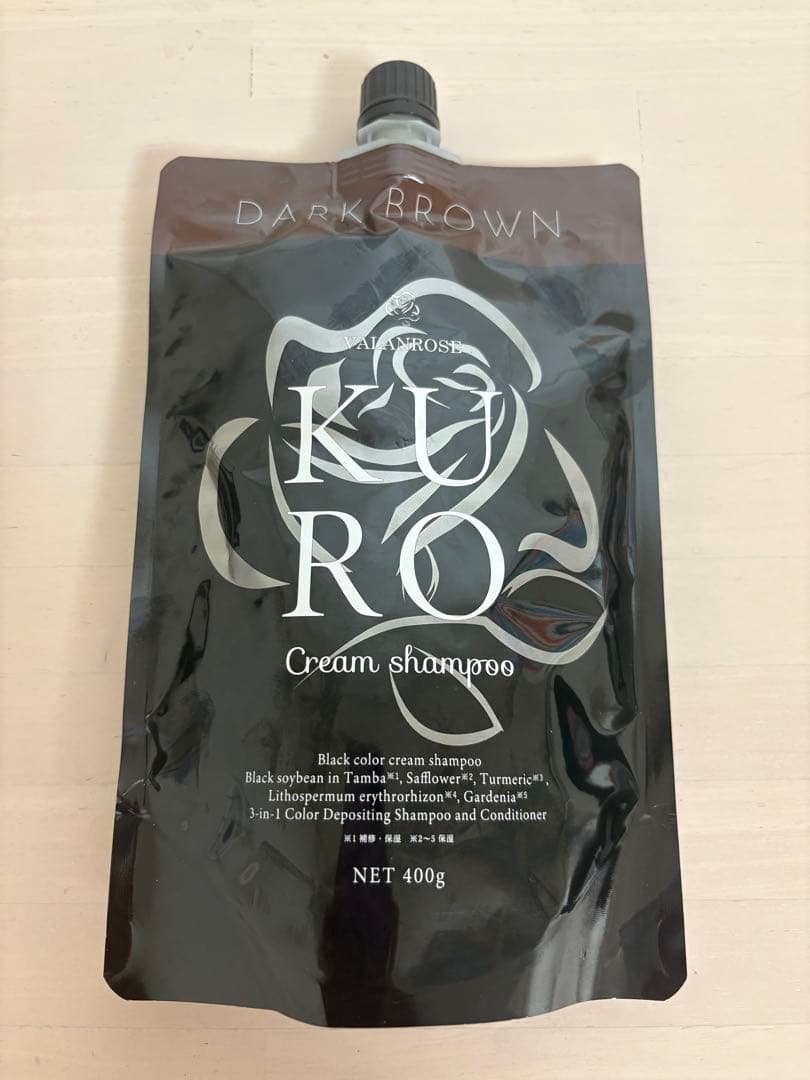 DARK BROWN
VALANROSE
KU
RO
Cream shampoo
Black color cream shampoo
Black soybean in Tamba※1, Safflower※2, Turmeric※3,
Lithospermum erythrorhizon※4, Gardenia※5
3-in-1 Color Depositing Shampoo and Conditioner
※1 補修・保湿 ※2～5 保湿
NET 400g